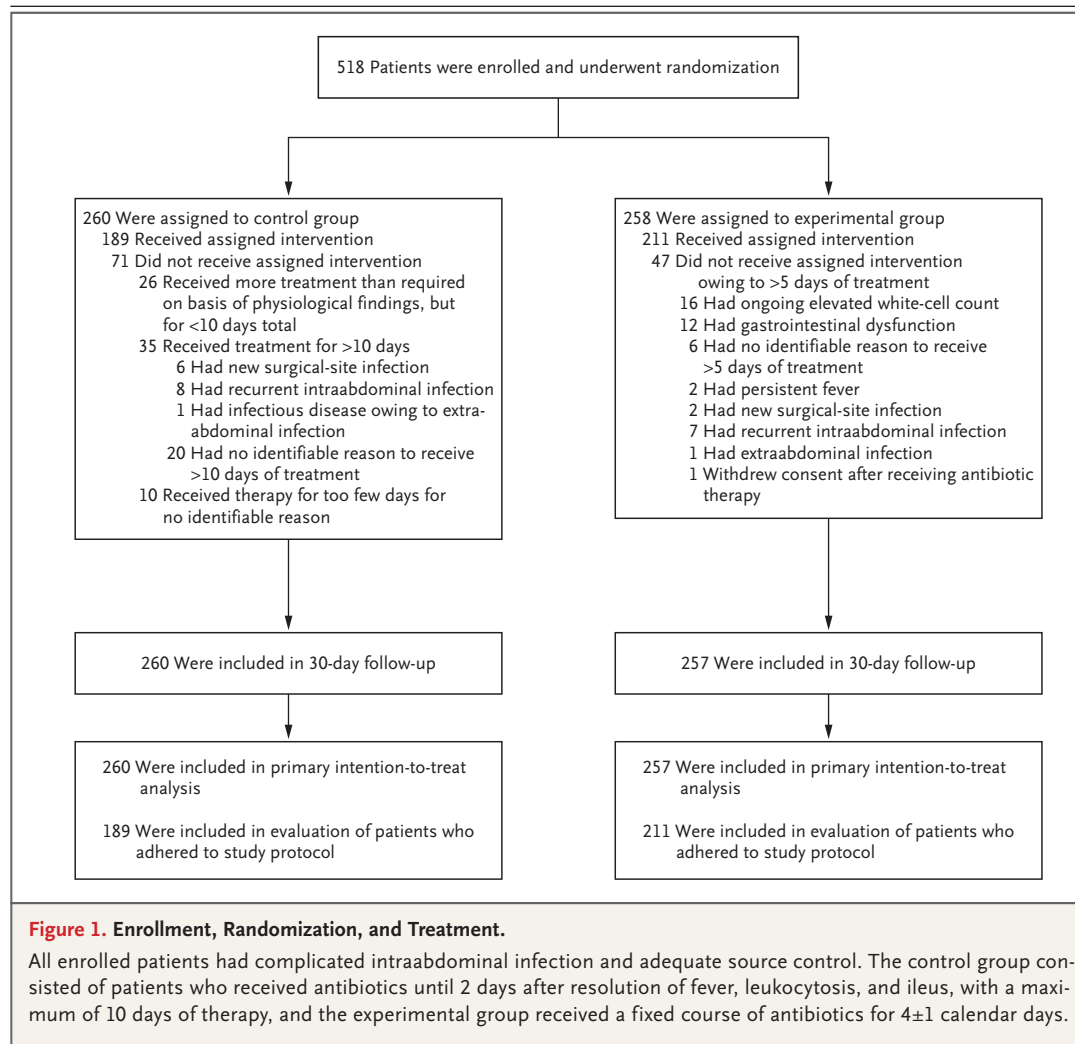 518 Patients were enrolled and underwent randomization
260 Were assigned to control group
189 Received assigned intervention
71 Did not receive assigned intervention
26 Received more treatment than required
on basis of physiological findings, but
for <10 days total
35 Received treatment for >10 days
6 Had new surgical-site infection
8 Had recurrent intraabdominal infection
1 Had infectious disease owing to extra-
abdominal infection
20 Had no identifiable reason to receive
>10 days of treatment
10 Received therapy for too few days for
no identifiable reason
258 Were assigned to experimental group
211 Received assigned intervention
47 Did not receive assigned intervention
owing to >5 days of treatment
16 Had ongoing elevated white-cell count
12 Had gastrointestinal dysfunction
6 Had no identifiable reason to receive
>5 days of treatment
2 Had persistent fever
2 Had new surgical-site infection
7 Had recurrent intraabdominal infection
1 Had extraabdominal infection
1 Withdrew consent after receiving antibiotic
therapy
260 Were included in 30-day follow-up
257 Were included in 30-day follow-up
260 Were included in primary intention-to-treat
analysis
189 Were included in evaluation of patients who
adhered to study protocol
257 Were included in primary intention-to-treat
analysis
211 Were included in evaluation of patients who
adhered to study protocol
Figure 1. Enrollment, Randomization, and Treatment.
All enrolled patients had complicated intraabdominal infection and adequate source control. The control group con-
sisted of patients who received antibiotics until 2 days after resolution of fever, leukocytosis, and ileus, with a maxi-
mum of 10 days of therapy, and the experimental group received a fixed course of antibiotics for 4±1 calendar days.